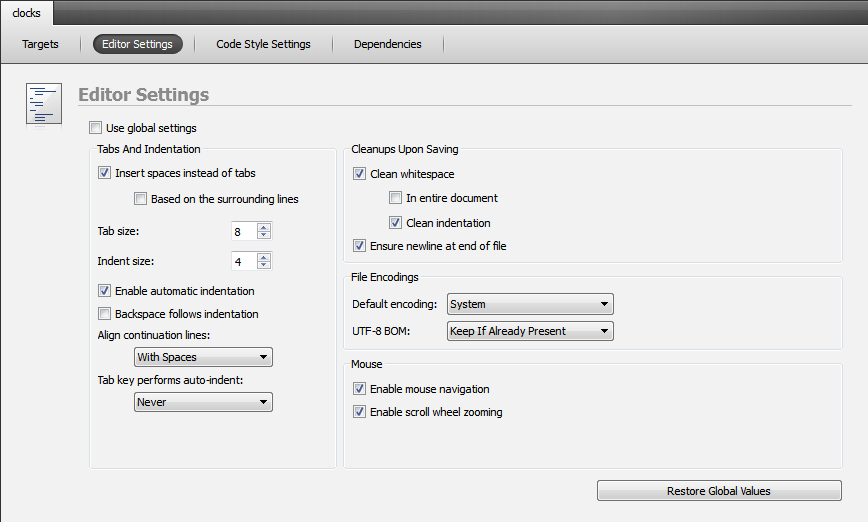 clocks
Targets
Editor Settings
Code Style Settings
Dependencies
Editor Settings
Use global settings
Tabs And Indentation
Insert spaces instead of tabs
Based on the surrounding lines
Tab size:
8
Indent size:
4
Enable automatic indentation
Backspace follows indentation
Align continuation lines:
With Spaces
Tab key performs auto-indent:
Never
Cleanups Upon Saving
Clean whitespace
In entire document
Clean indentation
Ensure newline at end of file
File Encodings
Default encoding:
System
UTF-8 BOM:
Keep If Already Present
Mouse
Enable mouse navigation
Enable scroll wheel zooming
Restore Global Values